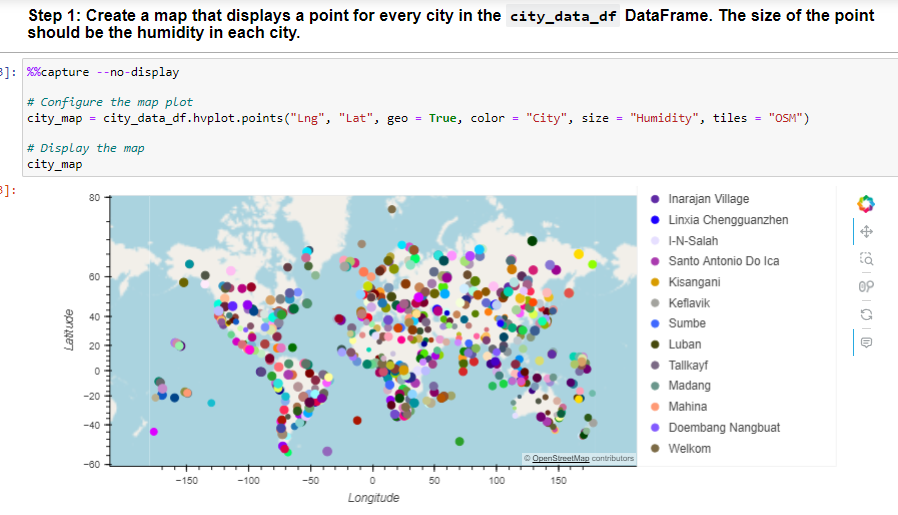 Step 1: Create a map that displays a point for every city in the city_data_df DataFrame. The size of the point
should be the humidity in each city.
3]: %%capture --no-display
# Configure the map plot
city_map = city_data_df.hvplot.points("Lng", "Lat", geo = True, color = "City", size = "Humidity", tiles = "OSM")
# Display the map
city_map
3]:
80
60
40
20
0
−20
−40
−60
Latitude
−150 −100 −50 0 50 100 150
Longitude
© OpenStreetMap contributors
Inarajan Village
Linxia Chengguanzhen
I-N-Salah
Santo Antonio Do Ica
Kisangani
Keflavik
Sumbe
Luban
Tallkayf
Madang
Mahina
Doembang Nangbuat
Welkom